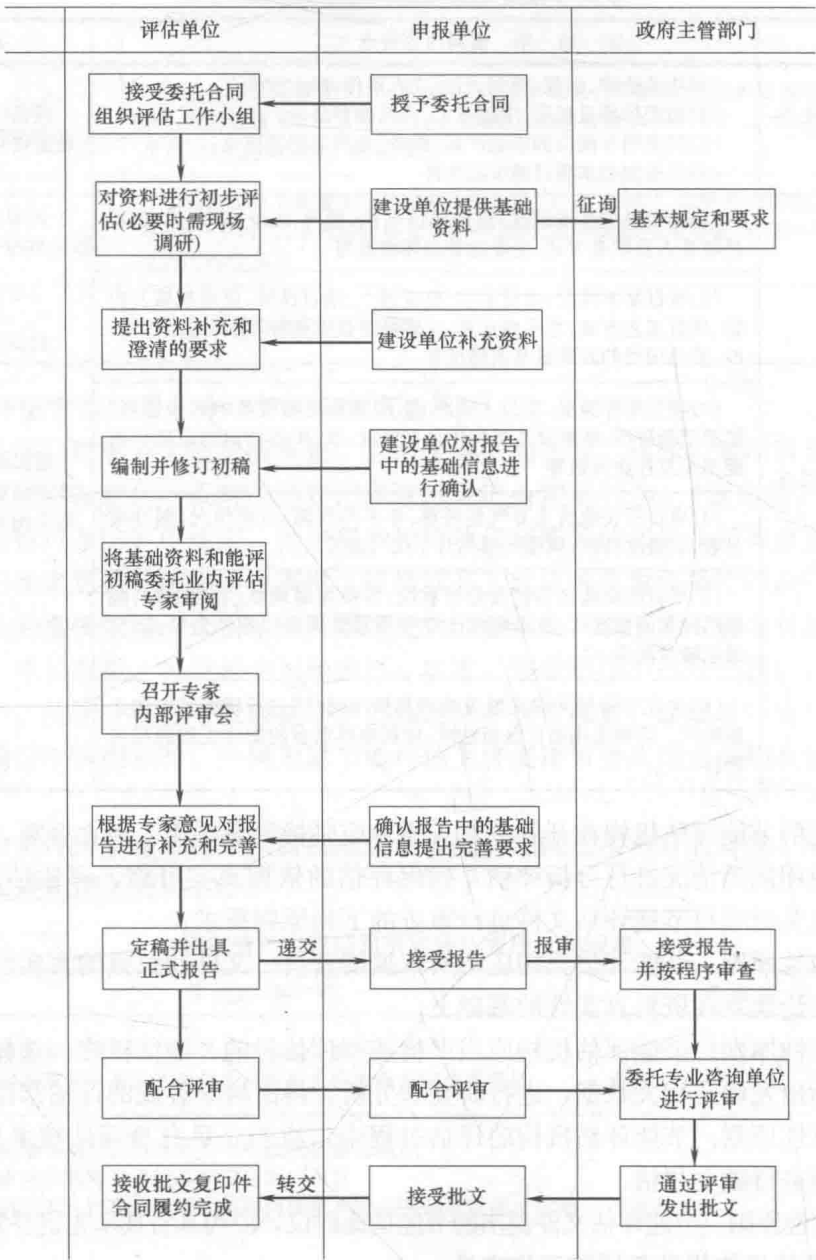 评估单位
申报单位
政府主管部门
接受委托合同
组织评估工作小组
授予委托合同
对资料进行初步评
估(必要时需现场
调研)
建设单位提供基础
资料
征询
基本规定和要求
提出资料补充和
澄清的要求
建设单位补充资料
编制并修订初稿
建设单位对报告
中的基础信息进
行确认
将基础资料和能评
初稿委托业内评估
专家审阅
召开专家
内部评审会
根据专家意见对报
告进行补充和完善
确认报告中的基础
信息提出完善要求
定稿并出具
正式报告
递交
接受报告
报审
接受报告,
并按程序审查
配合评审
配合评审
委托专业咨询单位
进行评审
接收批文复印件
合同履约完成
转交
接受批文
通过评审
发出批文